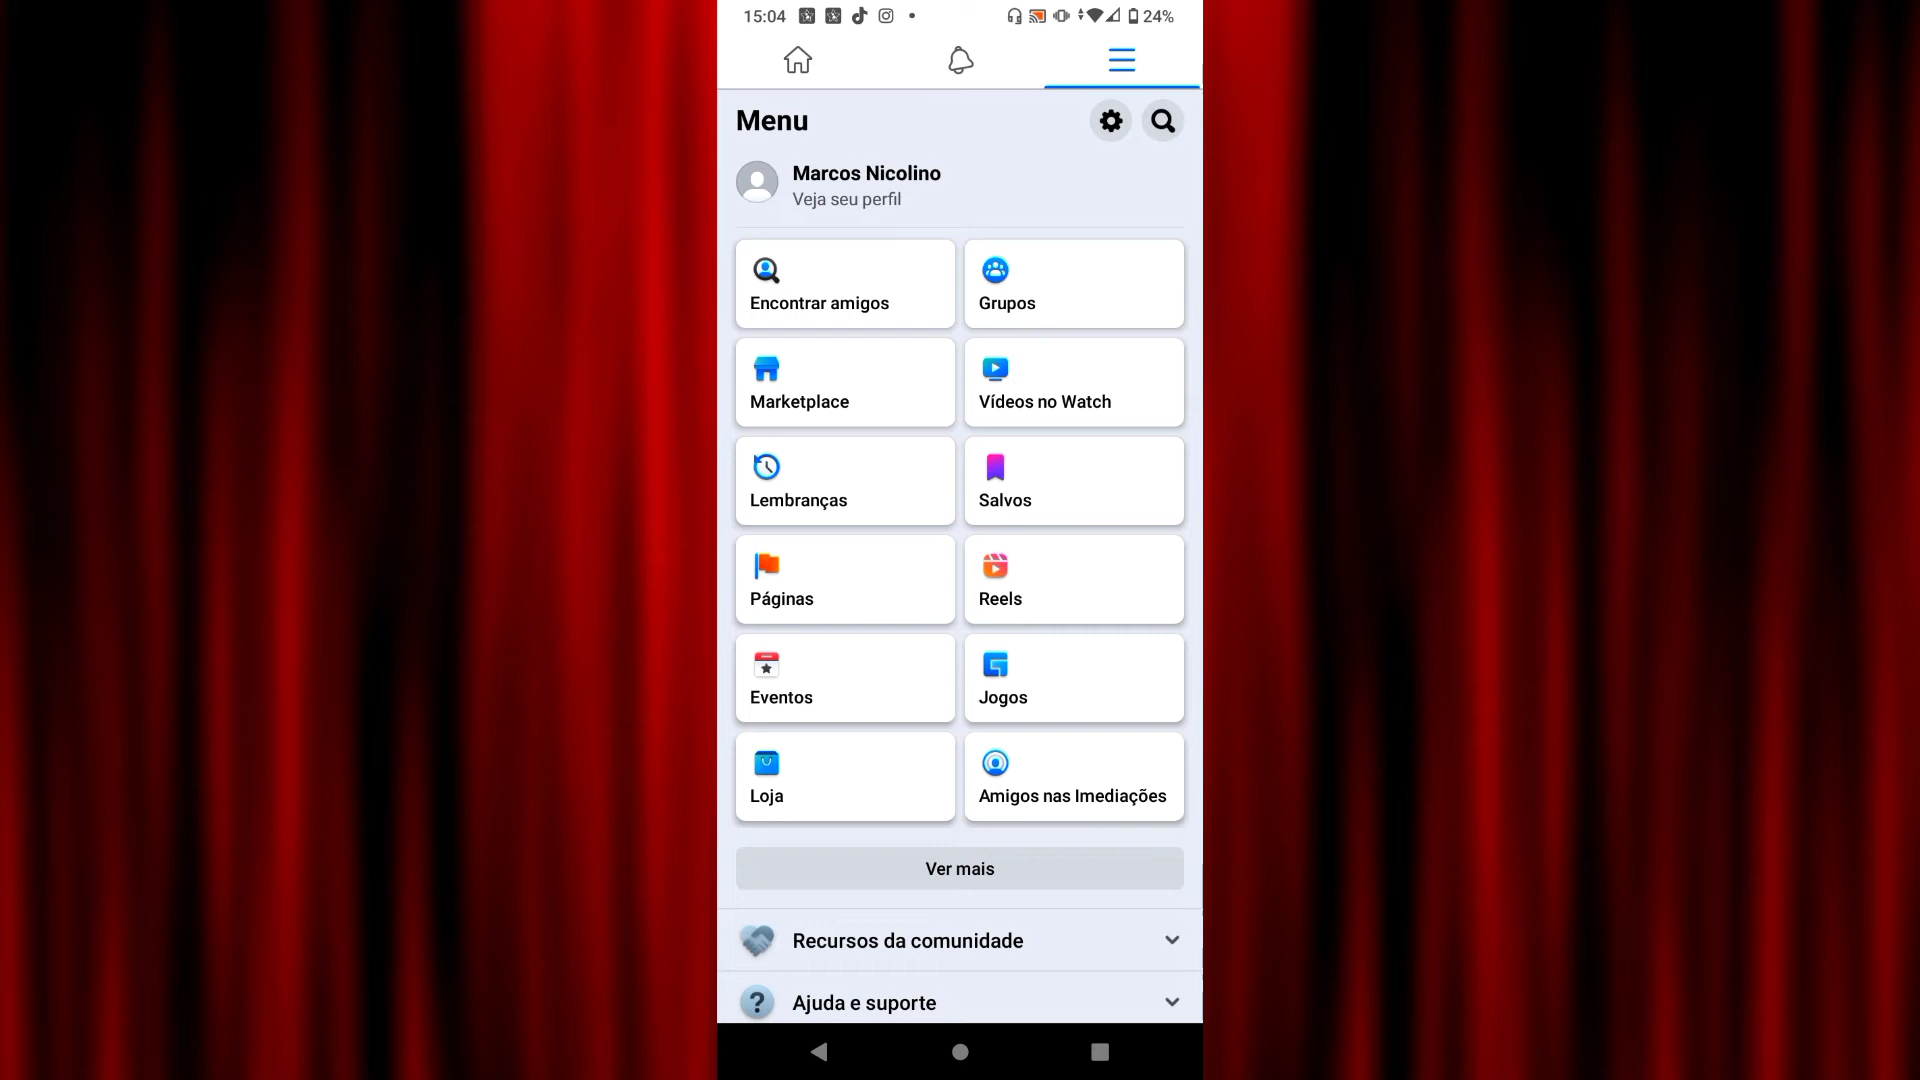 15:04
24%
Menu
Marcos Nicolino
Veja seu perfil
Encontrar amigos
Grupos
Marketplace
Vídeos no Watch
Lembranças
Salvos
Páginas
Reels
Eventos
Jogos
Loja
Amigos nas Imediações
Ver mais
Recursos da comunidade
Ajuda e suporte